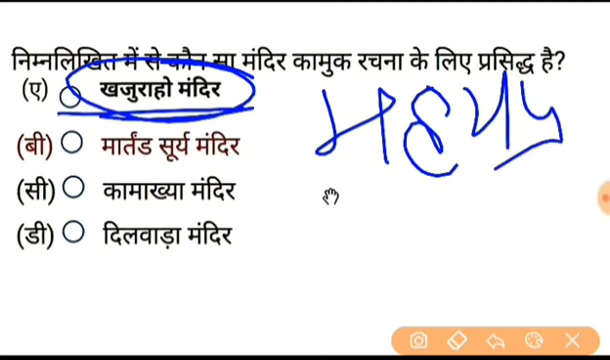 निम्नलिखित में से कौन सा मंदिर कामुक रचना के लिए प्रसिद्ध है?
(ए) खजुराहो मंदिर
(बी) मार्तंड सूर्य मंदिर
(सी) कामाख्या मंदिर
(डी) दिलवाड़ा मंदिर